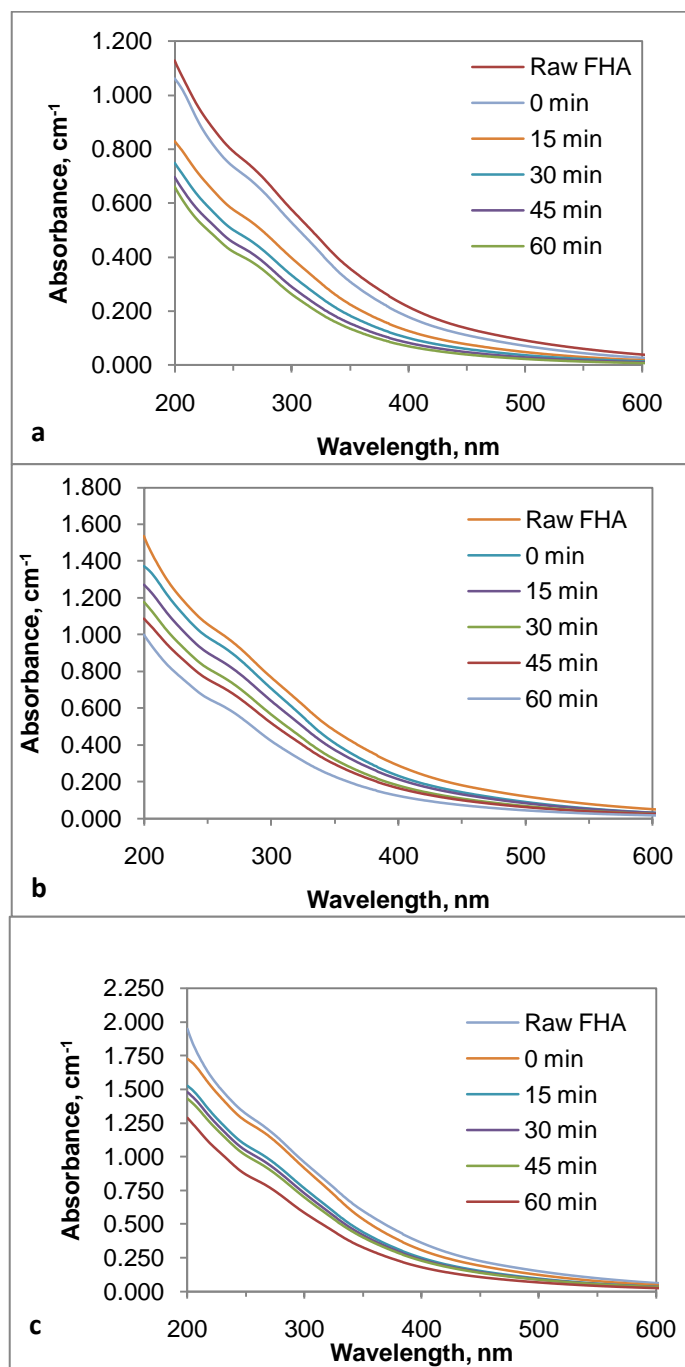 1.200
1.000
0.800
0.600
0.400
0.200
0.000
Absorbance, cm⁻¹
Raw FHA
0 min
15 min
30 min
45 min
60 min
200 300 400 500 600
Wavelength, nm
a
1.800
1.600
1.400
1.200
1.000
0.800
0.600
0.400
0.200
0.000
Absorbance, cm⁻¹
Raw FHA
0 min
15 min
30 min
45 min
60 min
200 300 400 500 600
Wavelength, nm
b
2.250
2.000
1.750
1.500
1.250
1.000
0.750
0.500
0.250
0.000
Absorbance, cm⁻¹
Raw FHA
0 min
15 min
30 min
45 min
60 min
200 300 400 500 600
Wavelength, nm
c